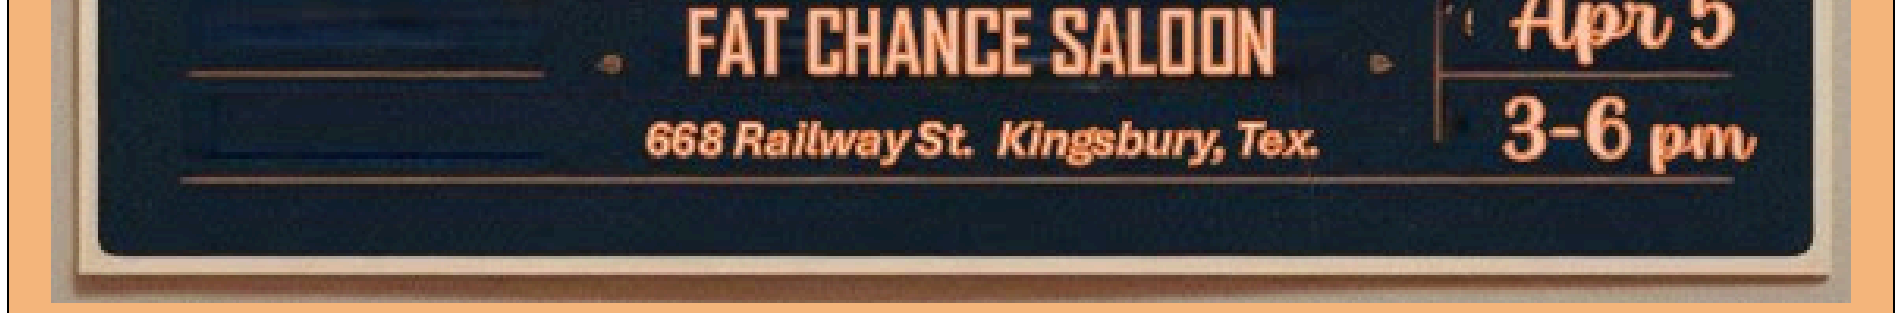 FAT CHANCE SALOON
Apr 5
668 Railway St. Kingsbury, Tex.
3-6 pm